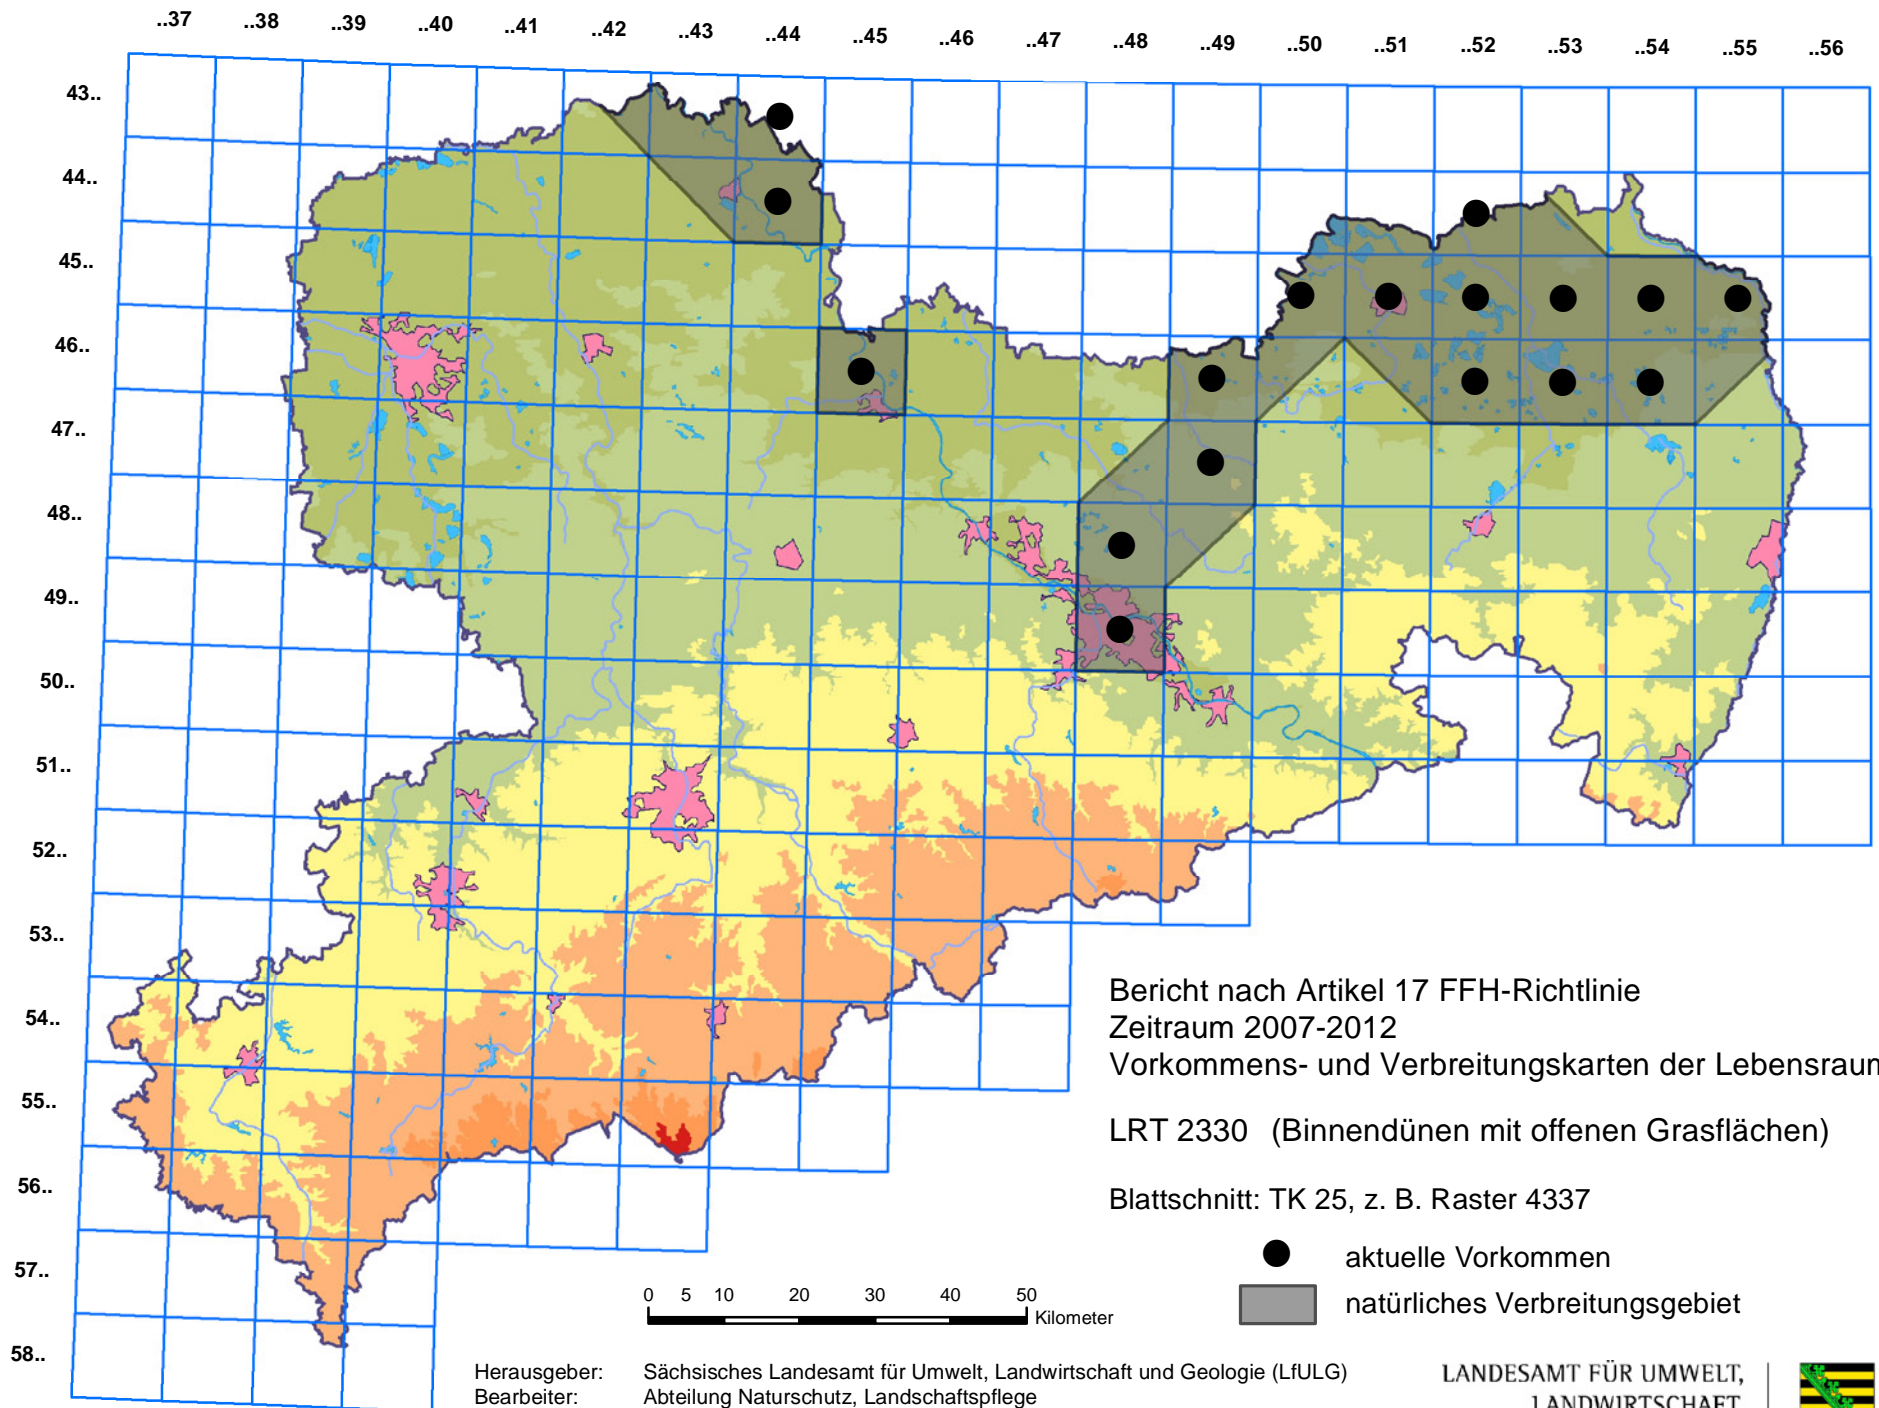 ..37 ..38 ..39 ..40 ..41 ..42 ..43 ..44 ..45 ..46 ..47 ..48 ..49 ..50 ..51 ..52 ..53 ..54 ..55 ..56
43..
44..
45..
46..
47..
48..
49..
50..
51..
52..
53..
54..
55..
56..
57..
58..
Bericht nach Artikel 17 FFH-Richtlinie
Zeitraum 2007-2012
Vorkommens- und Verbreitungskarten der Lebensraum
LRT 2330 (Binnendünen mit offenen Grasflächen)
Blattschnitt: TK 25, z. B. Raster 4337
aktuelle Vorkommen
natürliches Verbreitungsgebiet
0 5 10 20 30 40 50
Kilometer
Herausgeber: Sächsisches Landesamt für Umwelt, Landwirtschaft und Geologie (LfULG)
Bearbeiter: Abteilung Naturschutz, Landschaftspflege
LANDESAMT FÜR UMWELT,
LANDWIRTSCHAFT